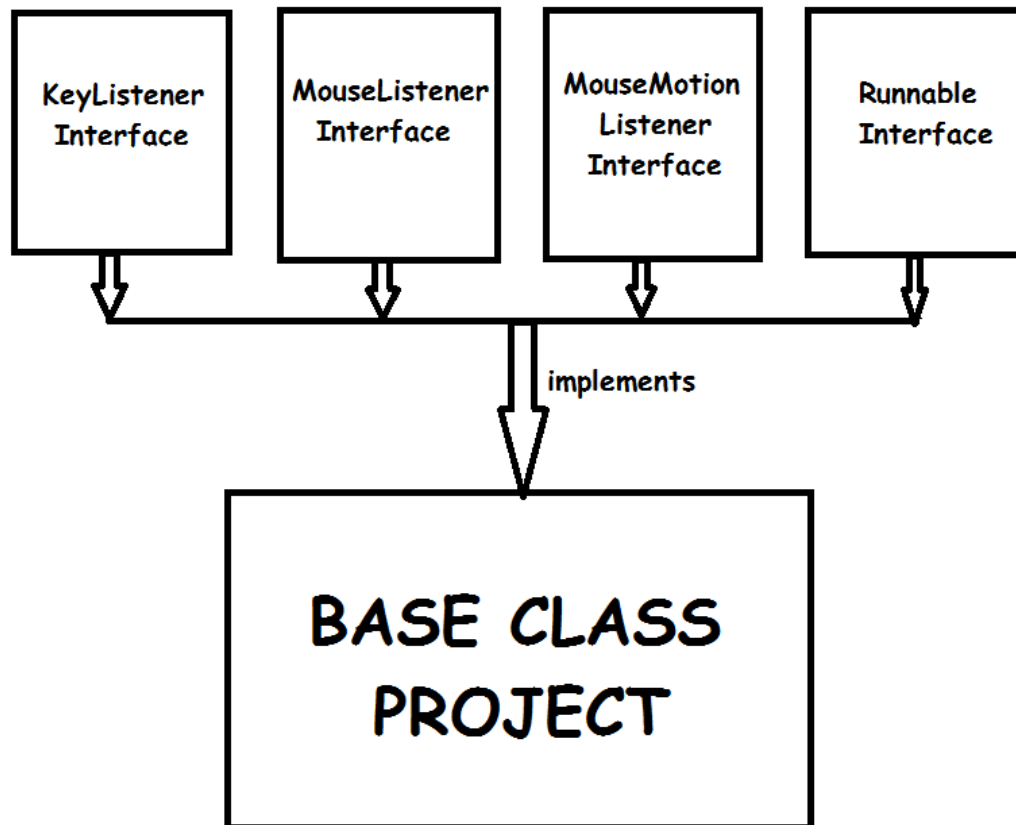 KeyListener
Interface
MouseListener
Interface
MouseMotion
Listener
Interface
Runnable
Interface
implements
BASE CLASS
PROJECT